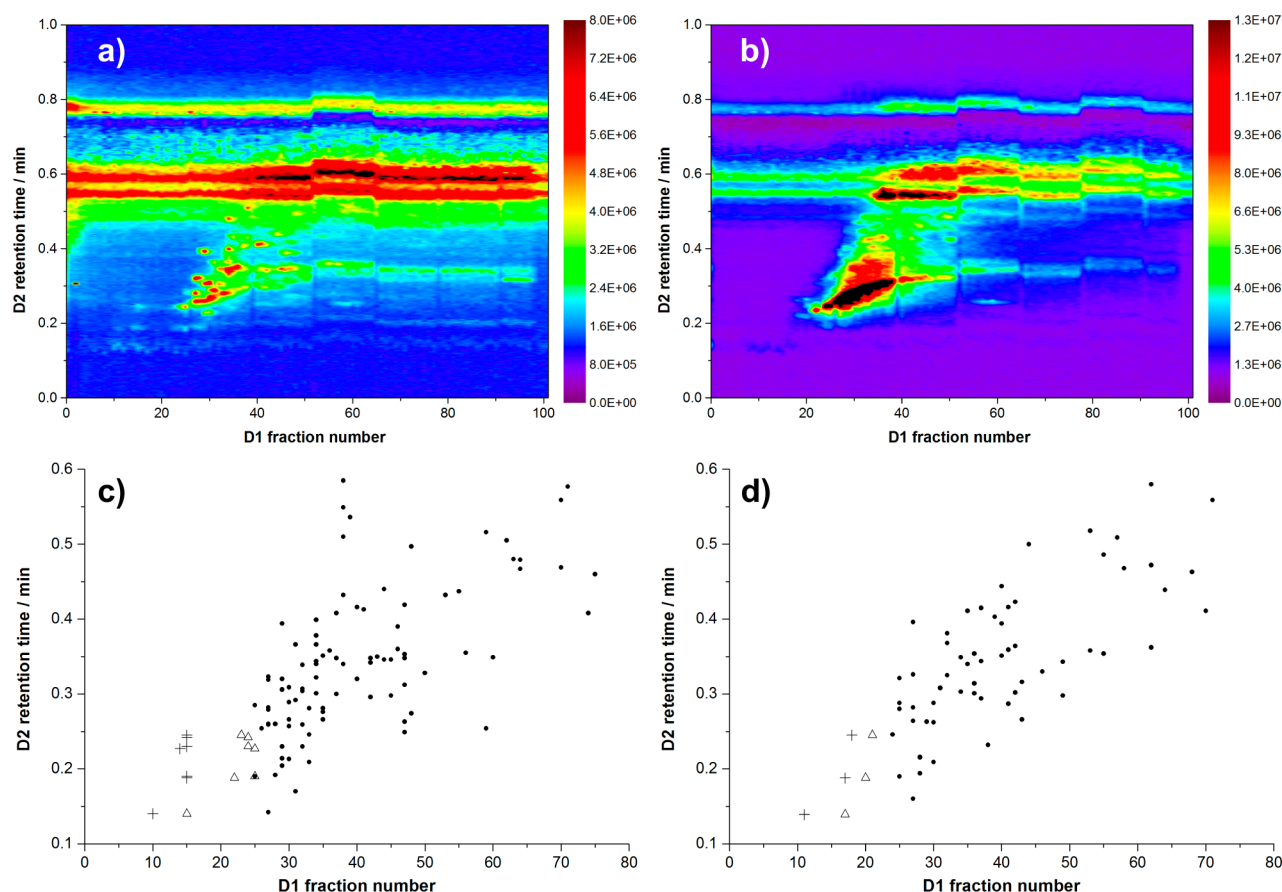 a)
1.0
0.8
0.6
0.4
0.2
0.0
D2 retention time / min
0
20
40
60
80
100
D1 fraction number
8.0E+06
7.2E+06
6.4E+06
5.6E+06
4.8E+06
4.0E+06
3.2E+06
2.4E+06
1.6E+06
8.0E+05
0.0E+00
b)
1.0
0.8
0.6
0.4
0.2
0.0
D2 retention time / min
0
20
40
60
80
100
D1 fraction number
1.3E+07
1.2E+07
1.1E+07
9.3E+06
8.0E+06
6.6E+06
5.3E+06
4.0E+06
2.7E+06
1.3E+06
0.0E+00
c)
0.6
0.5
0.4
0.3
0.2
0.1
D2 retention time / min
0
10
20
30
40
50
60
70
80
D1 fraction number
d)
0.6
0.5
0.4
0.3
0.2
0.1
D2 retention time / min
0
10
20
30
40
50
60
70
80
D1 fraction number